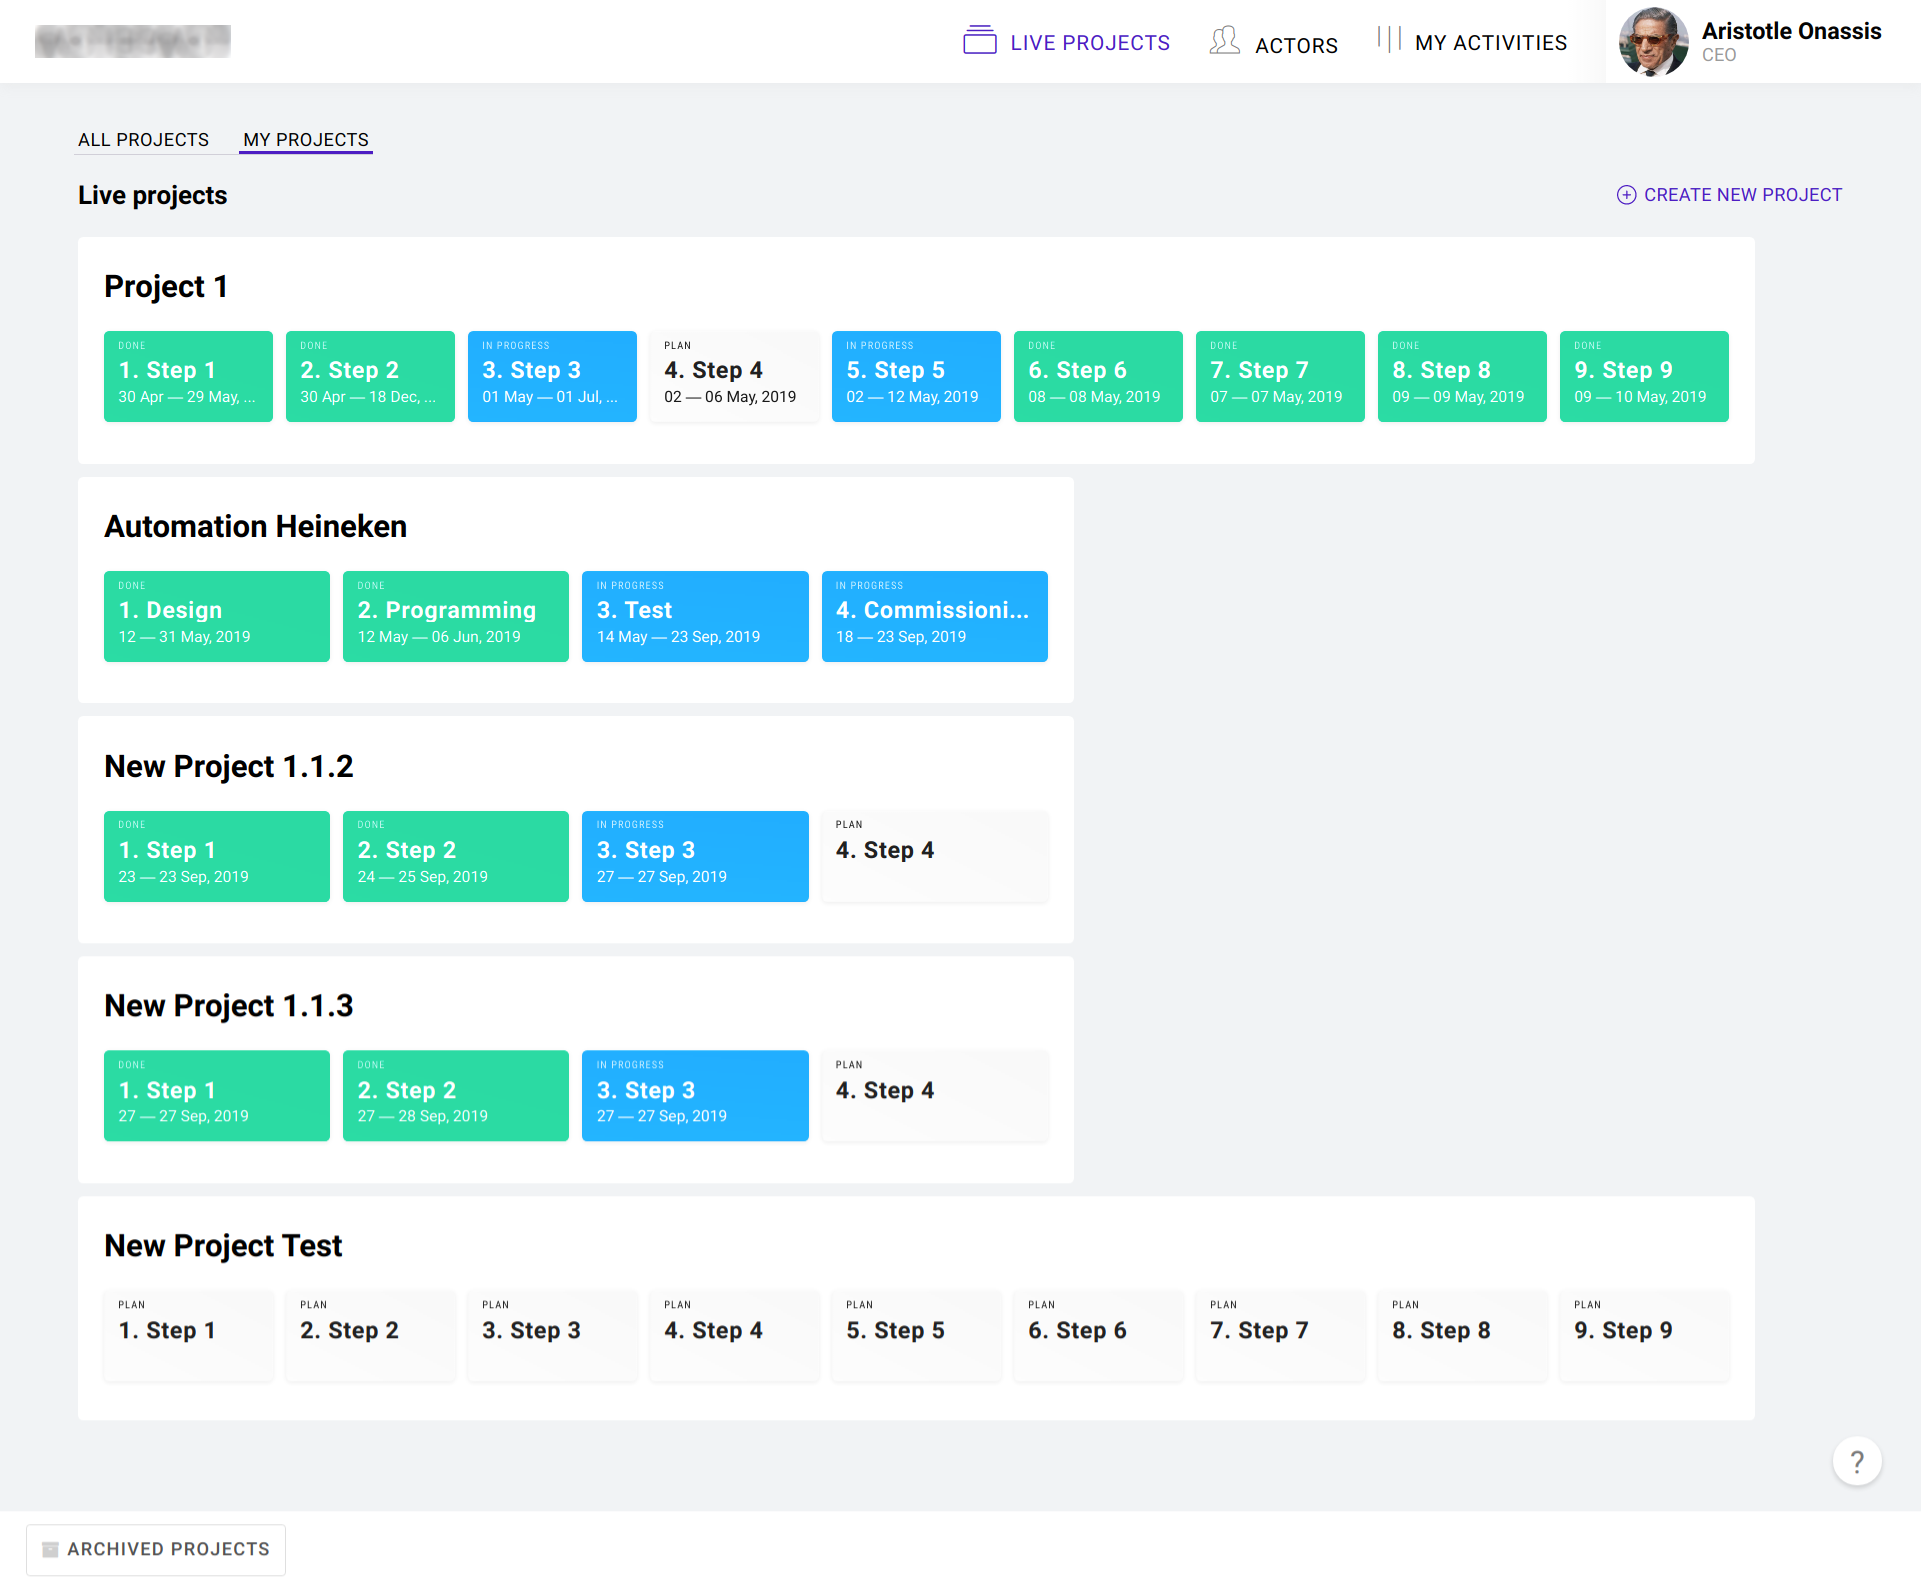 LIVE PROJECTS
ACTORS
MY ACTIVITIES
Aristotle Onassis
CEO
ALL PROJECTS
MY PROJECTS
Live projects
CREATE NEW PROJECT
Project 1
DONE
1. Step 1
30 Apr — 29 May, ...
DONE
2. Step 2
30 Apr — 18 Dec, ...
IN PROGRESS
3. Step 3
01 May — 01 Jul, ...
PLAN
4. Step 4
02 — 06 May, 2019
IN PROGRESS
5. Step 5
02 — 12 May, 2019
DONE
6. Step 6
08 — 08 May, 2019
DONE
7. Step 7
07 — 07 May, 2019
DONE
8. Step 8
09 — 09 May, 2019
DONE
9. Step 9
09 — 10 May, 2019
Automation Heineken
DONE
1. Design
12 — 31 May, 2019
DONE
2. Programming
12 May — 06 Jun, 2019
IN PROGRESS
3. Test
14 May — 23 Sep, 2019
IN PROGRESS
4. Commissioni...
18 — 23 Sep, 2019
New Project 1.1.2
DONE
1. Step 1
23 — 23 Sep, 2019
DONE
2. Step 2
24 — 25 Sep, 2019
IN PROGRESS
3. Step 3
27 — 27 Sep, 2019
PLAN
4. Step 4
New Project 1.1.3
DONE
1. Step 1
27 — 27 Sep, 2019
DONE
2. Step 2
27 — 28 Sep, 2019
IN PROGRESS
3. Step 3
27 — 27 Sep, 2019
PLAN
4. Step 4
New Project Test
PLAN
1. Step 1
PLAN
2. Step 2
PLAN
3. Step 3
PLAN
4. Step 4
PLAN
5. Step 5
PLAN
6. Step 6
PLAN
7. Step 7
PLAN
8. Step 8
PLAN
9. Step 9
?
ARCHIVED PROJECTS